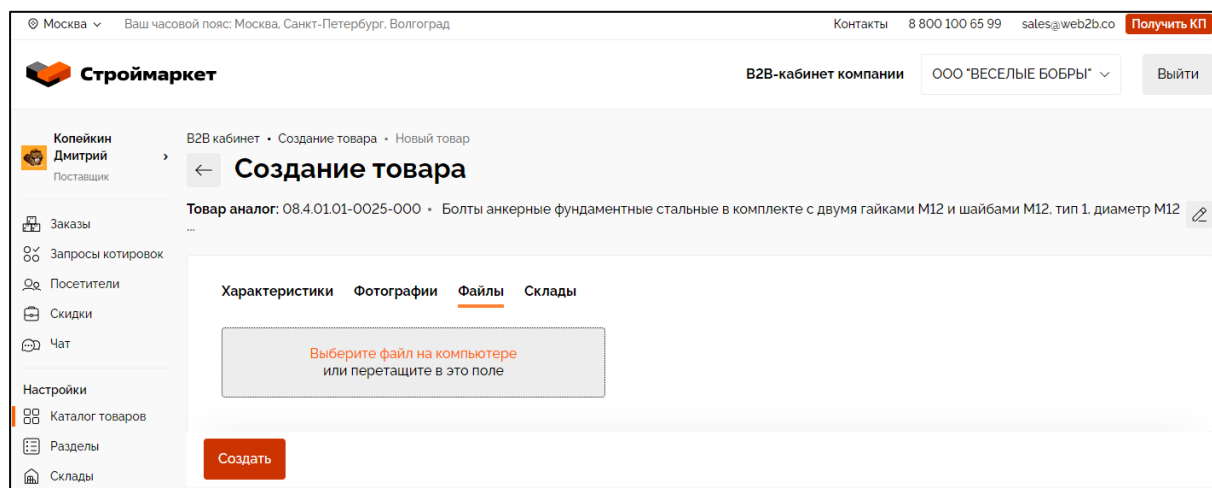 Москва Ваш часовой пояс: Москва, Санкт-Петербург, Волгоград Контакты 8 800 100 65 99 sales@web2b.co Получить КП
Строймаркет B2B-кабинет компании ООО "ВЕСЕЛЫЕ БОБРЫ" Выйти
Копейкин
Дмитрий
Поставщик
B2B кабинет • Создание товара • Новый товар
Создание товара
Товар аналог: 08.4.01.01-0025-000 • Болты анкерные фундаментные стальные в комплекте с двумя гайками М12 и шайбами М12, тип 1, диаметр М12
...
Заказы
Запросы котировок
Посетители
Скидки
Чат
Настройки
Каталог товаров
Разделы
Склады
Характеристики Фотографии Файлы Склады
Выберите файл на компьютере
или перетащите в это поле
Создать